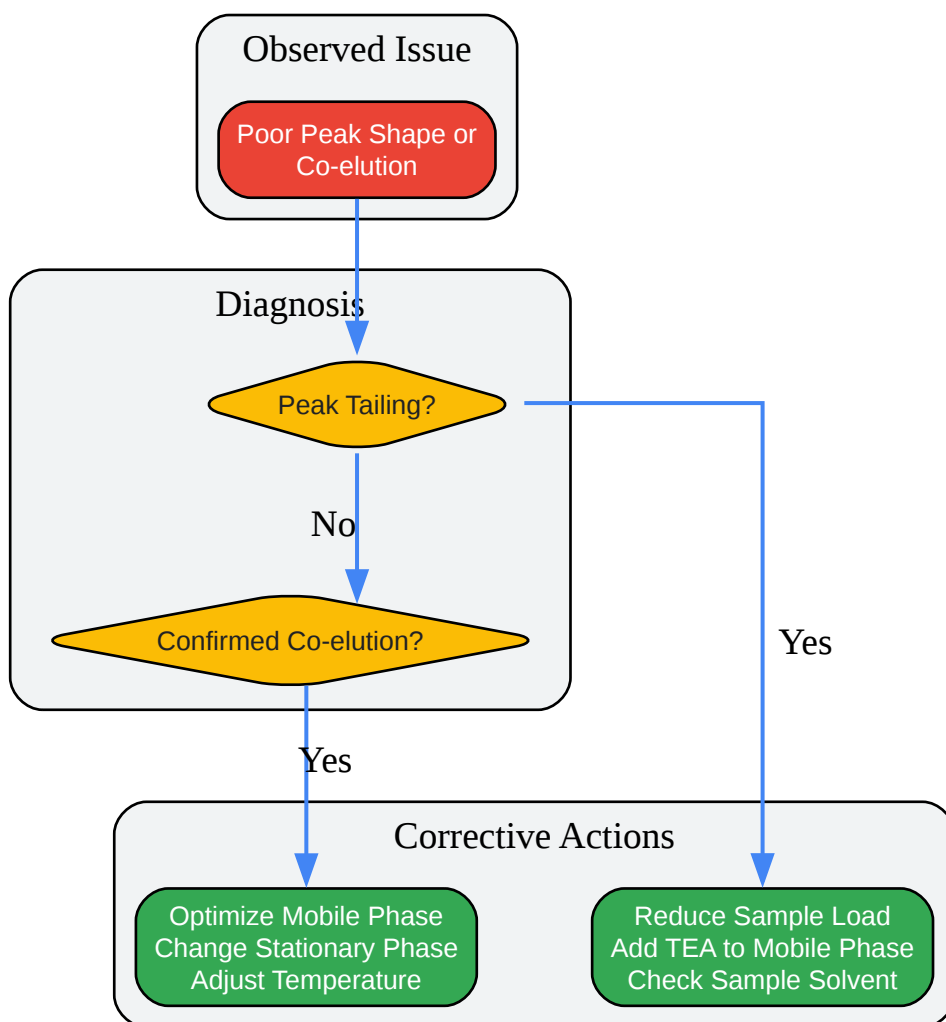 Observed Issue
Poor Peak Shape or
Co-elution
Diagnosis
Peak Tailing?
No
Confirmed Co-elution?
Yes
Yes
Corrective Actions
Optimize Mobile Phase
Change Stationary Phase
Adjust Temperature
Reduce Sample Load
Add TEA to Mobile Phase
Check Sample Solvent